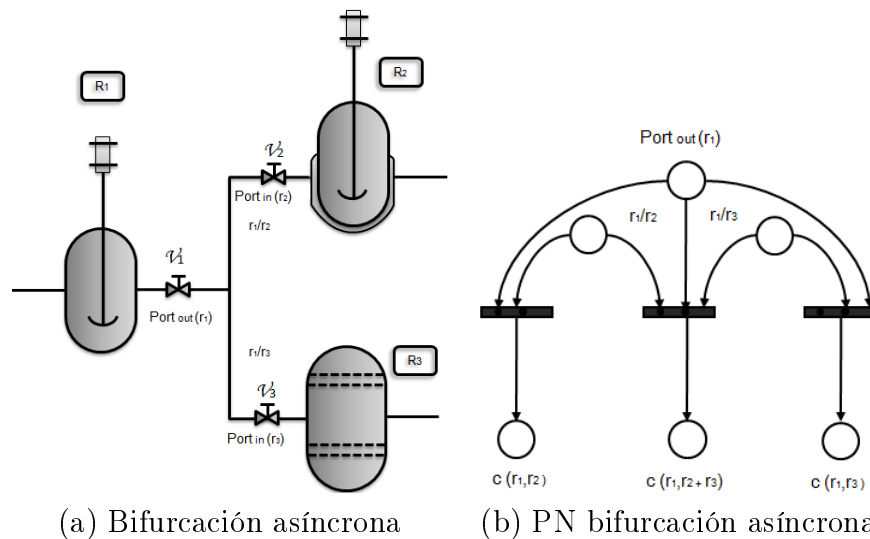 R1
R2
V2
Port in (r2)
r1/r2
V1
Port out (r1)
r1/r3
V3
R3
Port in (r3)
Port out (r1)
r1/r2
r1/r3
c (r1,r2)
c (r1,r2+r3)
c (r1,r3)
(a) Bifurcación asíncrona
(b) PN bifurcación asíncrona